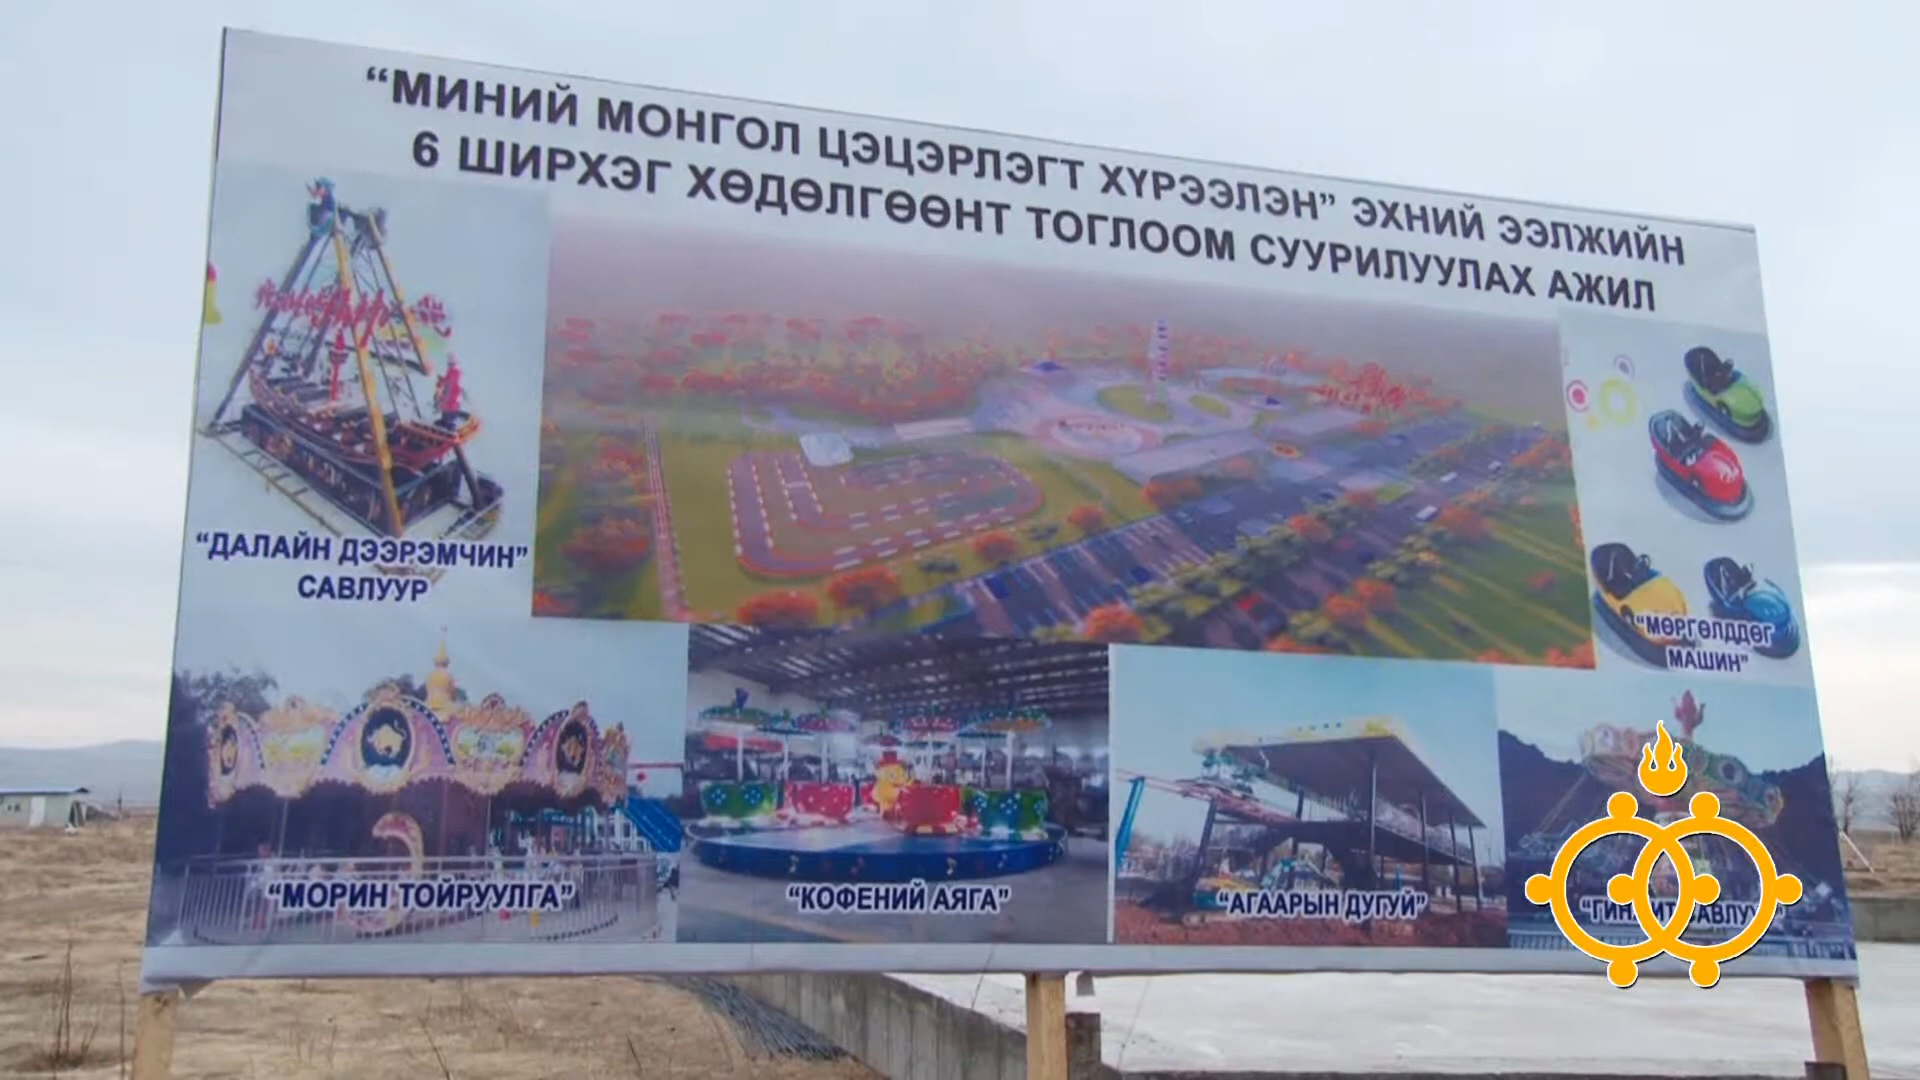 “МИНИЙ МОНГОЛ ЦЭЦЭРЛЭГТ ХҮРЭЭЛЭН” ЭХНИЙ ЭЭЛЖИЙН
6 ШИРХЭГ ХӨДӨЛГӨӨНТ ТОГЛООМ СУУРИЛУУЛАХ АЖИЛ
“ДАЛАЙН ДЭЭРЭМЧИН”
САВЛУУР
“МӨРГӨЛДДӨГ
МАШИН”
“МОРИН ТОЙРУУЛГА”
“КОФЕНИЙ АЯГА”
“АГААРЫН ДУГУЙ”